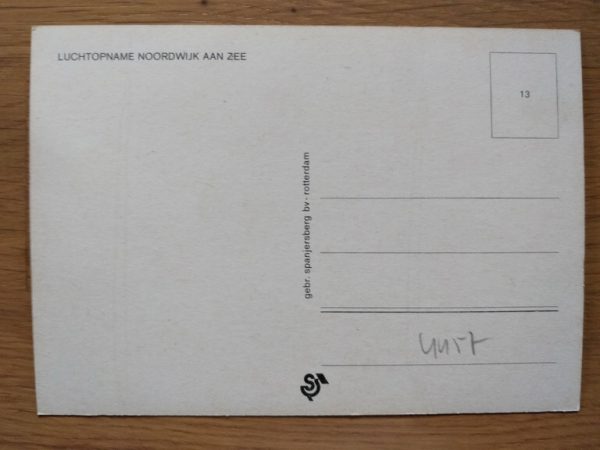 LUCHTOPNAME NOORDWIJK AAN ZEE
13
gebr. spanjersberg bv - rotterdam